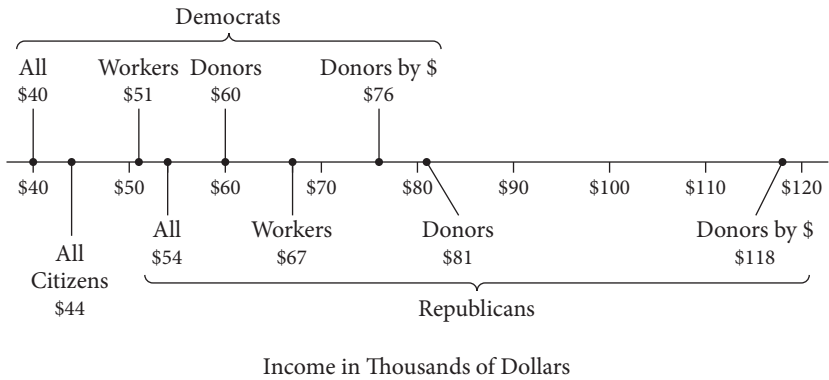 Democrats
All Workers Donors Donors by $
$40 $51 $60 $76
$40 $50 $60 $70 $80 $90 $100 $110 $120
All Workers Donors Donors by $
$54 $67 $81 $118
All
Citizens
$44
Republicans
Income in Thousands of Dollars